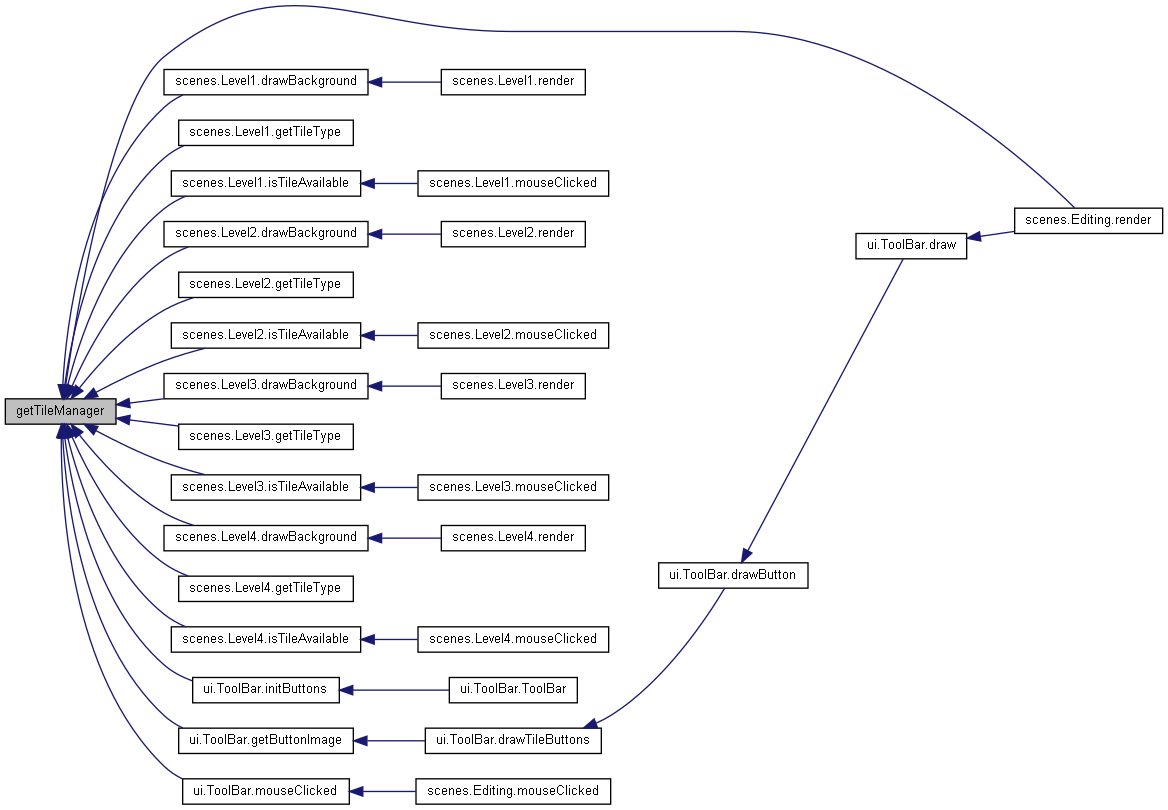 scenes.Level1.drawBackground
scenes.Level1.render
scenes.Level1.getTileType
scenes.Level1.isTileAvailable
scenes.Level1.mouseClicked
scenes.Editing.render
scenes.Level2.drawBackground
scenes.Level2.render
ui.ToolBar.draw
scenes.Level2.getTileType
scenes.Level2.isTileAvailable
scenes.Level2.mouseClicked
scenes.Level3.drawBackground
scenes.Level3.render
getTileManager
scenes.Level3.getTileType
scenes.Level3.isTileAvailable
scenes.Level3.mouseClicked
scenes.Level4.drawBackground
scenes.Level4.render
ui.ToolBar.drawButton
scenes.Level4.getTileType
scenes.Level4.isTileAvailable
scenes.Level4.mouseClicked
ui.ToolBar.initButtons
ui.ToolBar.ToolBar
ui.ToolBar.getButtonImage
ui.ToolBar.drawTileButtons
ui.ToolBar.mouseClicked
scenes.Editing.mouseClicked